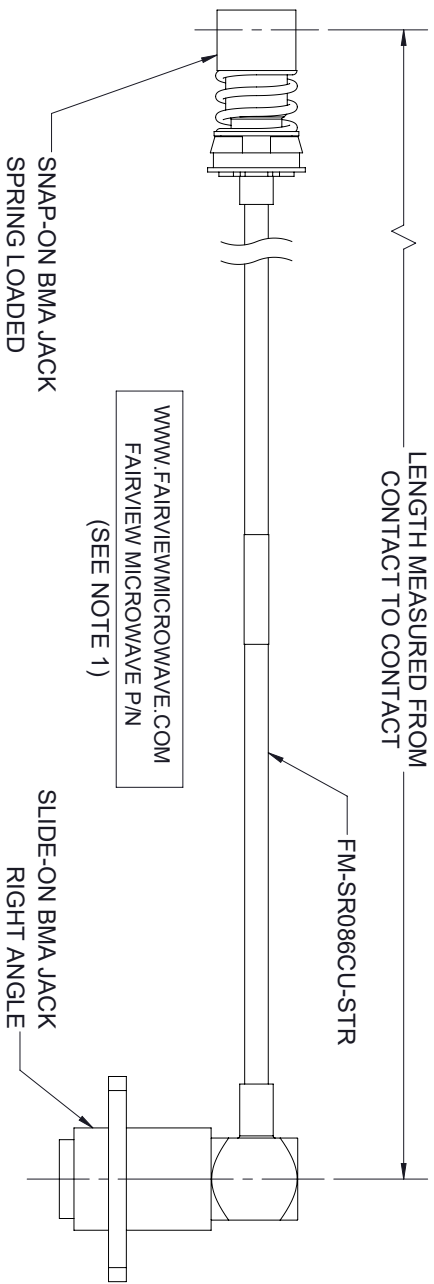 LENGTH MEASURED FROM
CONTACT TO CONTACT
FM-SR086CU-STR
WWW.FAIRVIEWMICROWAVE.COM
FAIRVIEW MICROWAVE P/N
(SEE NOTE 1)
SNAP-ON BMA JACK
SPRING LOADED
SLIDE-ON BMA JACK
RIGHT ANGLE